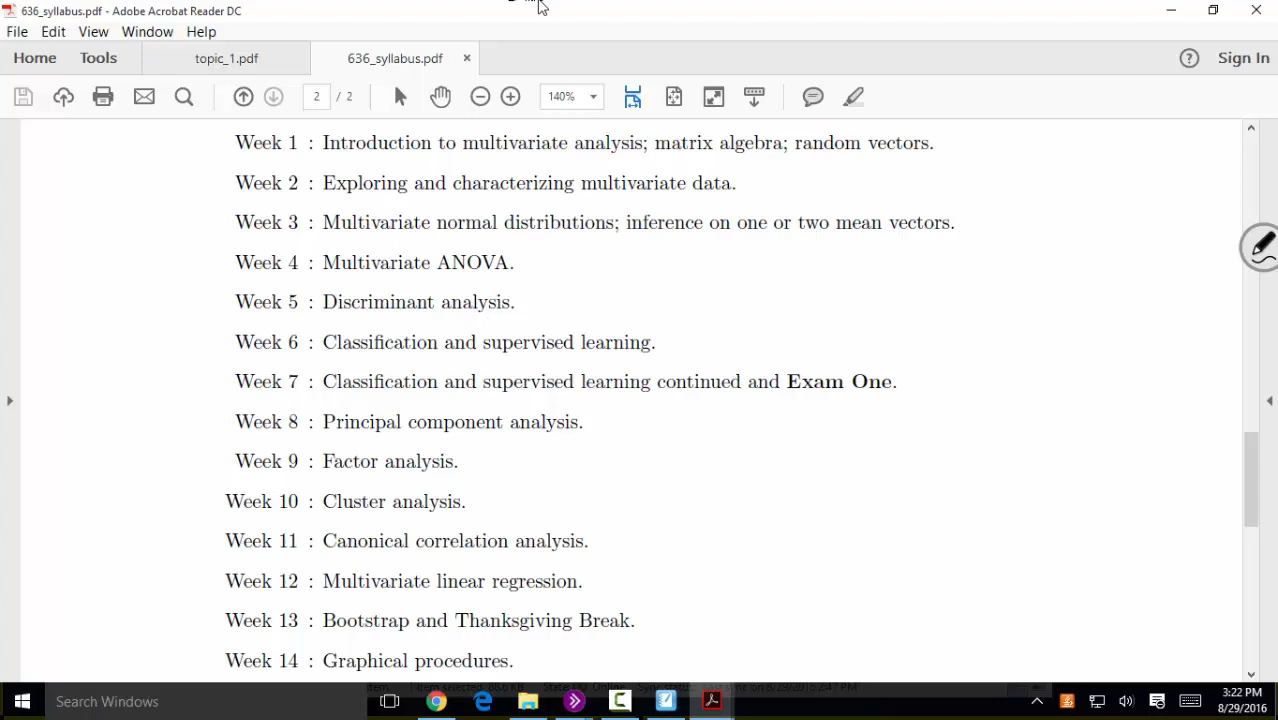 636_syllabus.pdf - Adobe Acrobat Reader DC
File Edit View Window Help
Home Tools topic_1.pdf 636_syllabus.pdf × ? Sign In
2 / 2 140%
Week 1 : Introduction to multivariate analysis; matrix algebra; random vectors.
Week 2 : Exploring and characterizing multivariate data.
Week 3 : Multivariate normal distributions; inference on one or two mean vectors.
Week 4 : Multivariate ANOVA.
Week 5 : Discriminant analysis.
Week 6 : Classification and supervised learning.
Week 7 : Classification and supervised learning continued and Exam One.
Week 8 : Principal component analysis.
Week 9 : Factor analysis.
Week 10 : Cluster analysis.
Week 11 : Canonical correlation analysis.
Week 12 : Multivariate linear regression.
Week 13 : Bootstrap and Thanksgiving Break.
Week 14 : Graphical procedures.
Search Windows
3:22 PM
8/29/2016